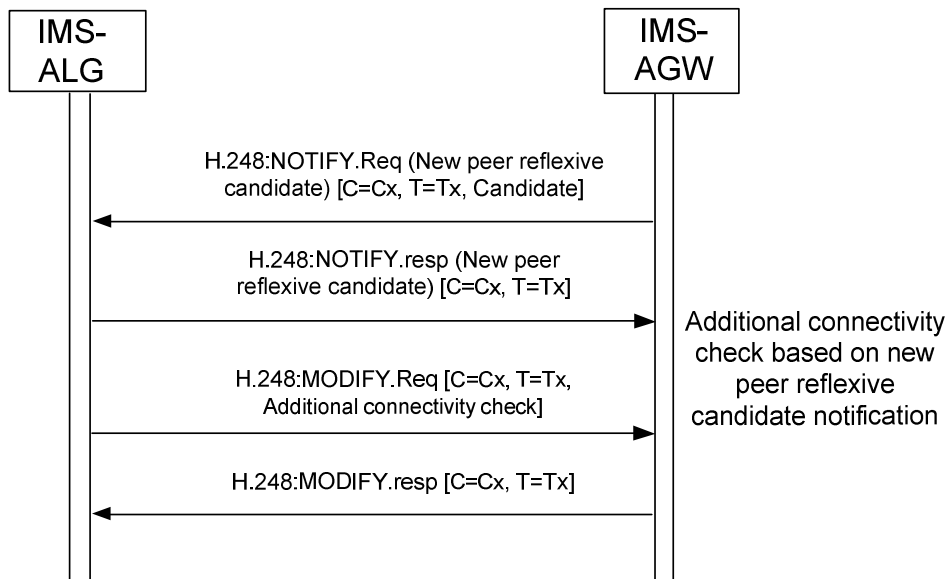 IMS-
ALG
IMS-
AGW
H.248:NOTIFY.Req (New peer reflexive
candidate) [C=Cx, T=Tx, Candidate]
H.248:NOTIFY.resp (New peer
reflexive candidate) [C=Cx, T=Tx]
Additional connectivity
check based on new
peer reflexive
candidate notification
H.248:MODIFY.Req [C=Cx, T=Tx,
Additional connectivity check]
H.248:MODIFY.resp [C=Cx, T=Tx]